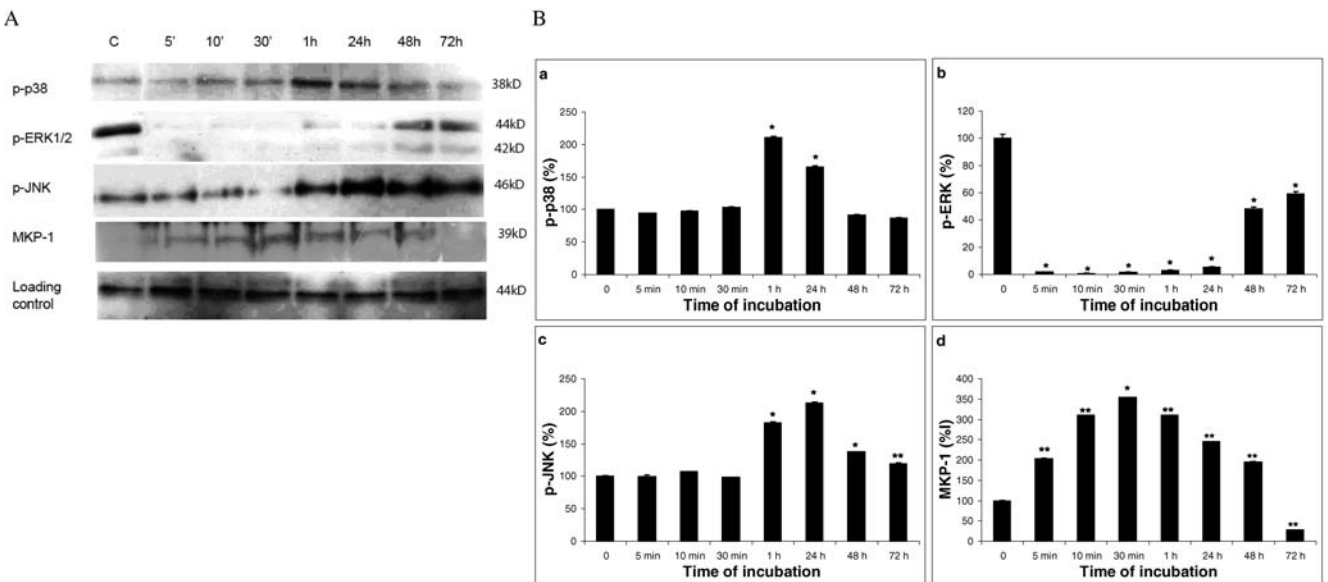 A
C 5' 10' 30' 1h 24h 48h 72h
p-p38 38kD
p-ERK1/2 44kD
42kD
p-JNK 46kD
MKP-1 39kD
Loading
control 44kD
B
a
250
200
150
100
50
0
p-p38 (%)
*
*
0 5 min 10 min 30 min 1 h 24 h 48 h 72 h
Time of incubation
b
120
100
80
60
40
20
0
p-ERK (%)
* * * * * * *
0 5 min 10 min 30 min 1 h 24 h 48 h 72 h
Time of incubation
c
250
200
150
100
50
0
p-JNK (%)
* * * **
0 5 min 10 min 30 min 1 h 24 h 48 h 72 h
Time of incubation
d
400
350
300
250
200
150
100
50
0
MKP-1 (%I)
** ** * ** ** ** **
0 5 min 10 min 30 min 1 h 24 h 48 h 72 h
Time of incubation